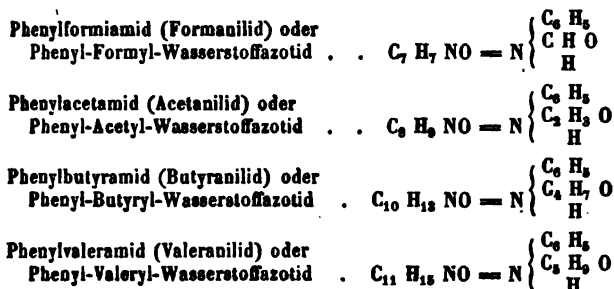 Phenylformiamid (Formanilid) oder
Phenyl-Formyl-Wasserstoffazotid . . C₇ H₇ NO = N { C₆ H₅
C H O
H
Phenylacetamid (Acetanilid) oder
Phenyl-Acetyl-Wasserstoffazotid . . C₈ H₉ NO = N { C₆ H₅
C₂ H₃ O
H
Phenylbutyramid (Butyranilid) oder
Phenyl-Butyryl-Wasserstoffazotid . C₁₀ H₁₃ NO = N { C₆ H₅
C₄ H₇ O
H
Phenylvaleramid (Valeranilid) oder
Phenyl-Valeryl-Wasserstoffazotid . C₁₁ H₁₅ NO = N { C₆ H₅
C₅ H₉ O
H